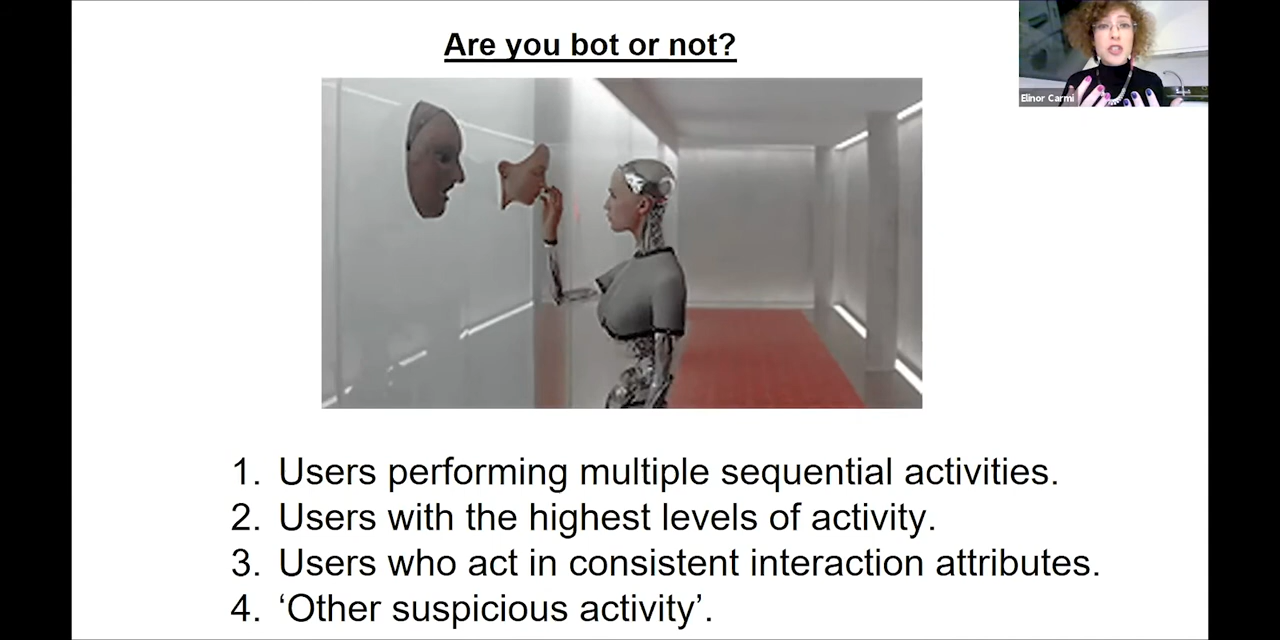 Are you bot or not?
Elinor Carmi
1. Users performing multiple sequential activities.
2. Users with the highest levels of activity.
3. Users who act in consistent interaction attributes.
4. ‘Other suspicious activity’.